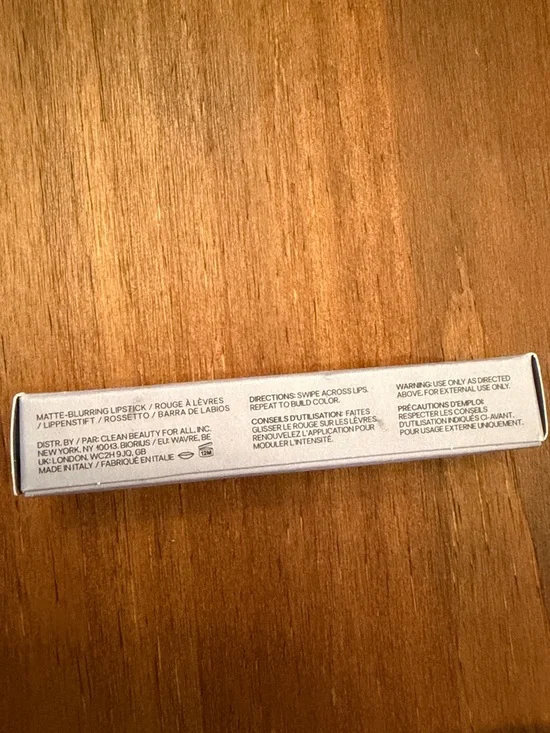 MATTE-BLURRING LIPSTICK / ROUGE À LÈVRES
/ LIPPENSTIFT / ROSSETTO / BARRA DE LABIOS
DISTR. BY / PAR: CLEAN BEAUTY FOR ALL, INC.
NEW YORK, NY 10013. BIORIUS / EU: WAVRE, BE
UK: LONDON, WC2H 9JQ, GB
MADE IN ITALY / FABRIQUÉ EN ITALIE
12M
DIRECTIONS: SWIPE ACROSS LIPS.
REPEAT TO BUILD COLOR.
CONSEILS D'UTILISATION: FAITES
GLISSER LE ROUGE SUR LES LÈVRES.
RENOUVELEZ L'APPLICATION POUR
MODULER L'INTENSITÉ.
WARNING: USE ONLY AS DIRECTED
ABOVE. FOR EXTERNAL USE ONLY.
PRÉCAUTIONS D'EMPLOI:
RESPECTER LES CONSEILS
D'UTILISATION INDIQUÉS CI-AVANT.
POUR USAGE EXTERNE UNIQUEMENT.